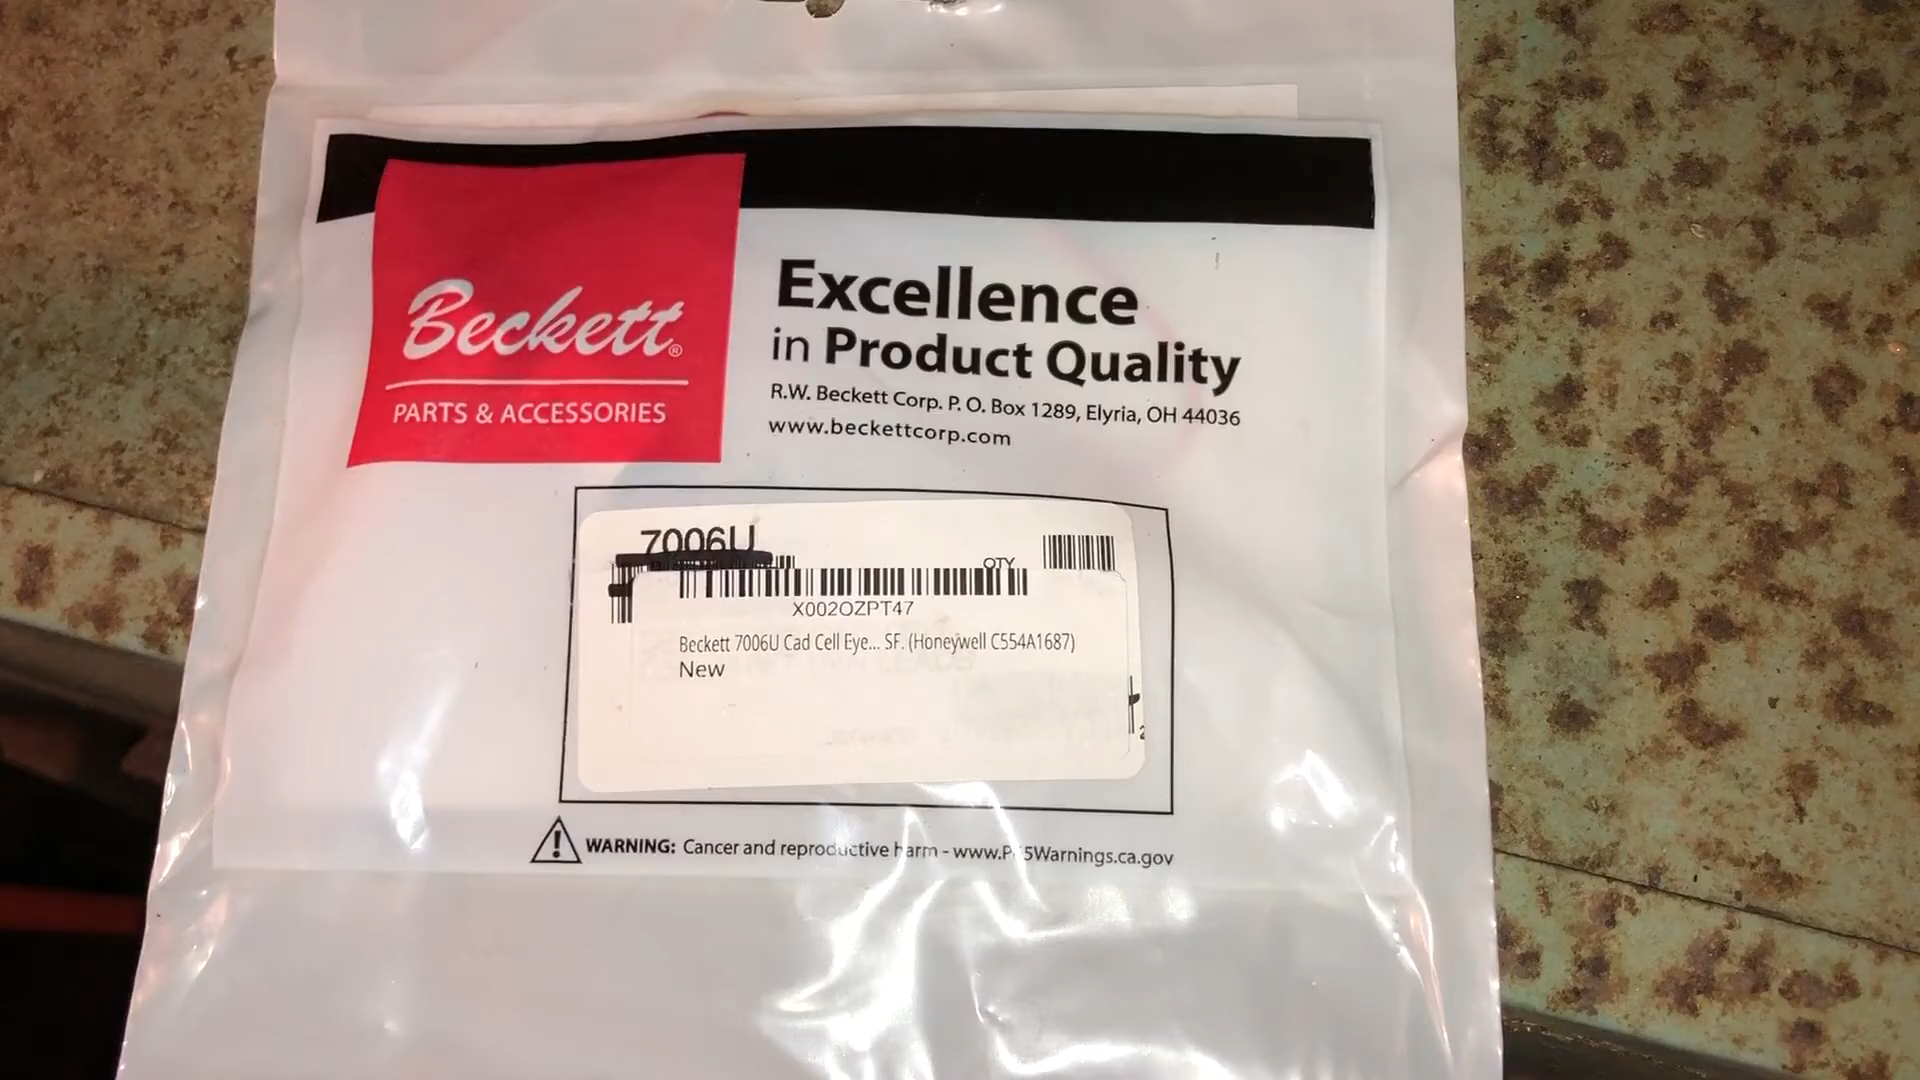 Beckett®
PARTS & ACCESSORIES
Excellence
in Product Quality
R.W. Beckett Corp. P. O. Box 1289, Elyria, OH 44036
www.beckettcorp.com
7006U
QTY
X002OZPT47
Beckett 7006U Cad Cell Eye... SF. (Honeywell C554A1687)
New
WARNING: Cancer and reproductive harm - www.P 5Warnings.ca.gov